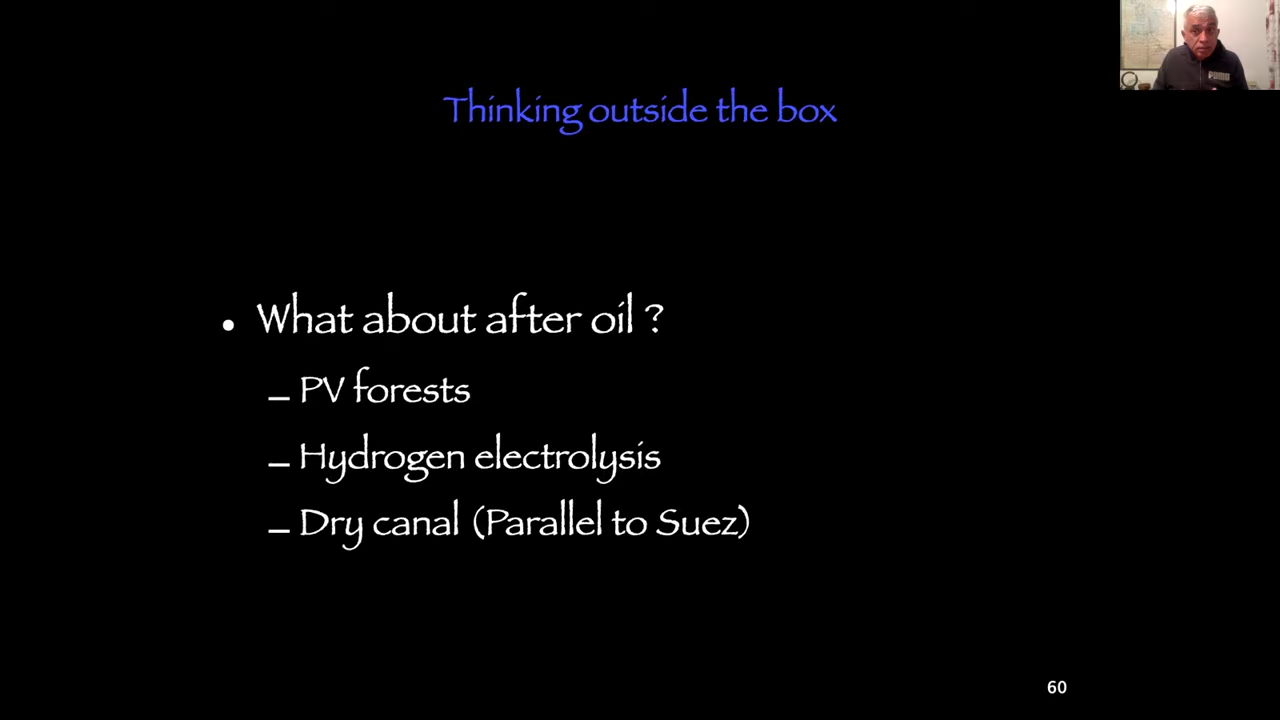 Thinking outside the box
• What about after oil ?
– PV forests
– Hydrogen electrolysis
– Dry canal (Parallel to Suez)
60